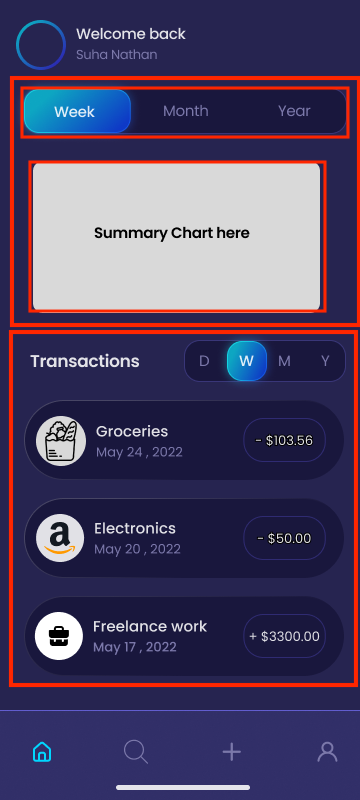 Welcome back
Suha Nathan
Week Month Year
Summary Chart here
Transactions D W M Y
Groceries
May 24 , 2022
- $103.56
a
Electronics
May 20 , 2022
- $50.00
Freelance work
May 17 , 2022
+ $3300.00